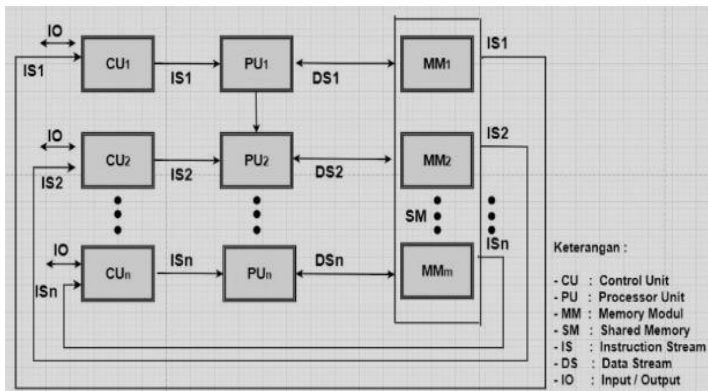 IO
IS1
CU1
IS1
PU1
DS1
MM1
IS1
IO
IS2
CU2
IS2
PU2
DS2
MM2
IS2
SM
IO
ISn
CUn
ISn
PUn
DSn
MMm
ISn
Keterangan :
- CU : Control Unit
- PU : Processor Unit
- MM : Memory Modul
- SM : Shared Memory
- IS : Instruction Stream
- DS : Data Stream
- IO : Input / Output